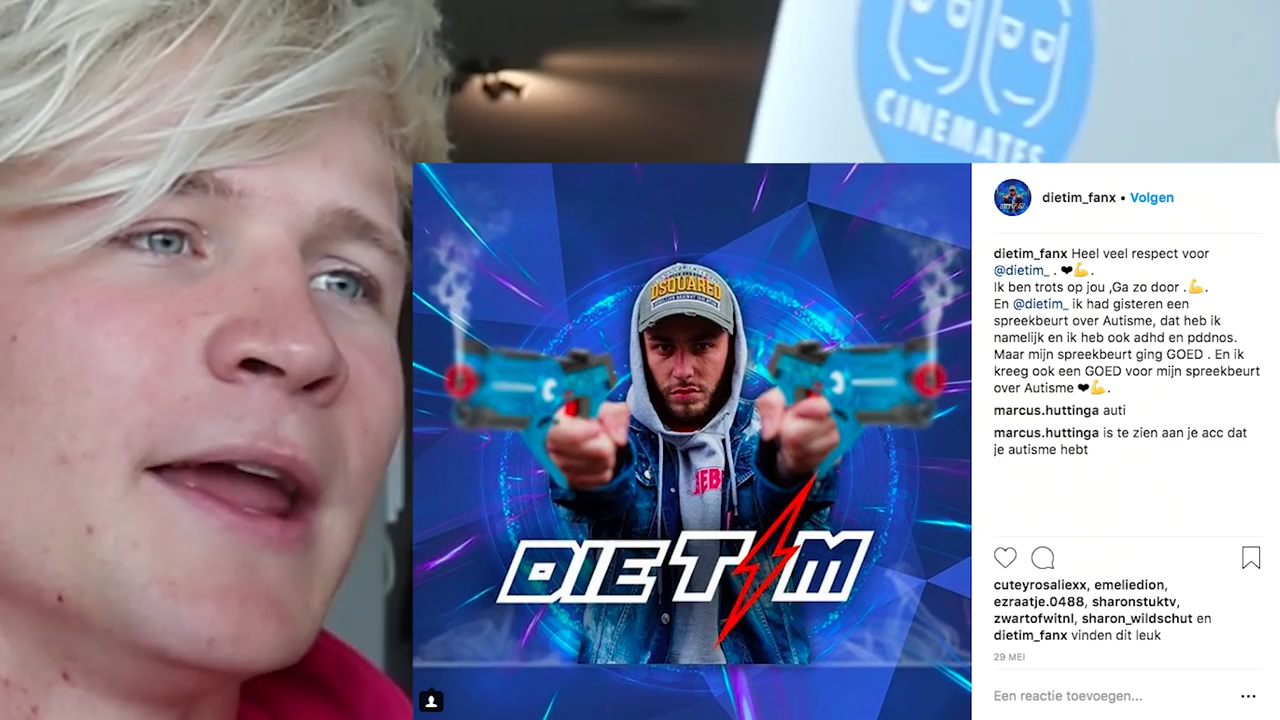 CINEMATES
DSQUARED
DIE TIM
dietim_fanx • Volgen
dietim_fanx Heel veel respect voor
@dietim_ . ❤💪.
Ik ben trots op jou ,Ga zo door .💪.
En @dietim_ ik had gisteren een
spreekbeurt over Autisme, dat heb ik
namelijk en ik heb ook adhd en pddnos.
Maar mijn spreekbeurt ging GOED . En ik
kreeg ook een GOED voor mijn spreekbeurt
over Autisme ❤💪.
marcus.huttinga auti
marcus.huttinga is te zien aan je acc dat
je autisme hebt
cuteyrosaliexx, emeliedion,
ezraatje.0488, sharonstuktv,
zwartofwitnl, sharon_wildschut en
dietim_fanx vinden dit leuk
29 MEI
Een reactie toevoegen...